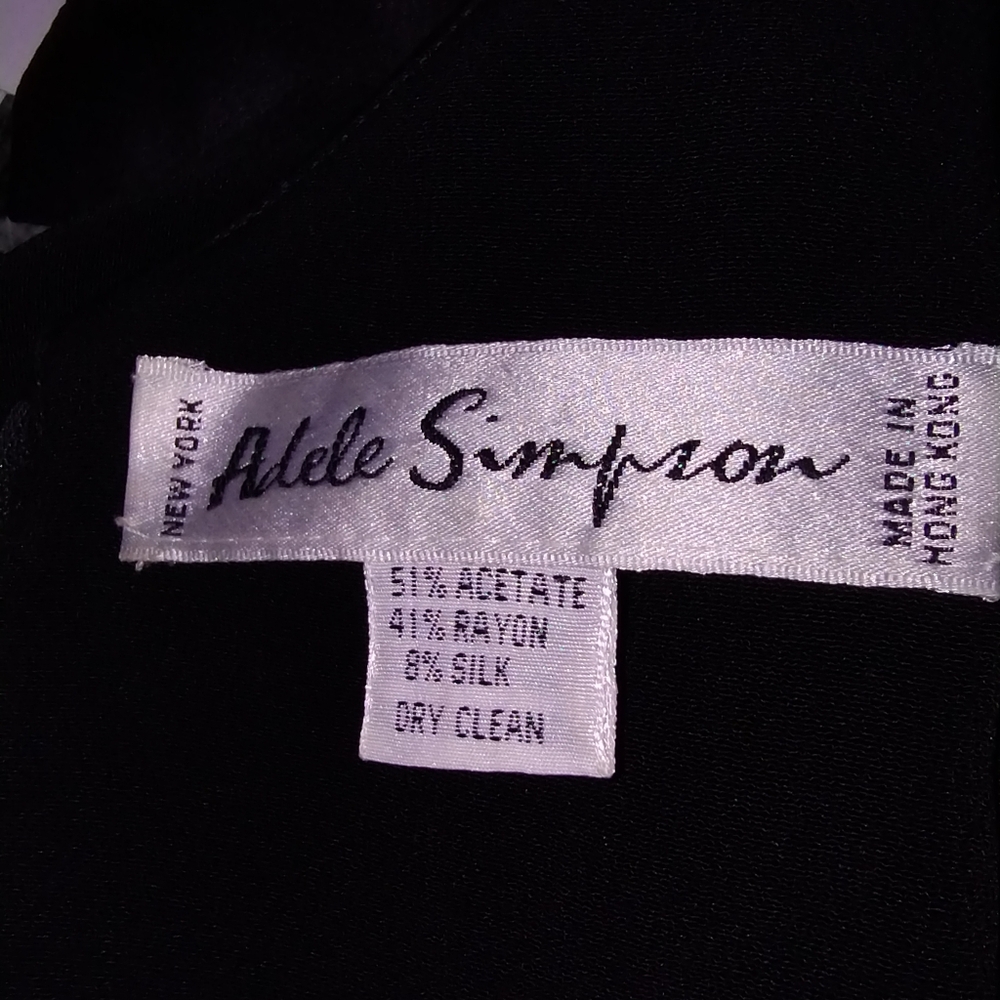 NEW YORK
Adele Simpson
MADE IN
HONG KONG
51% ACETATE
41% RAYON
8% SILK
DRY CLEAN